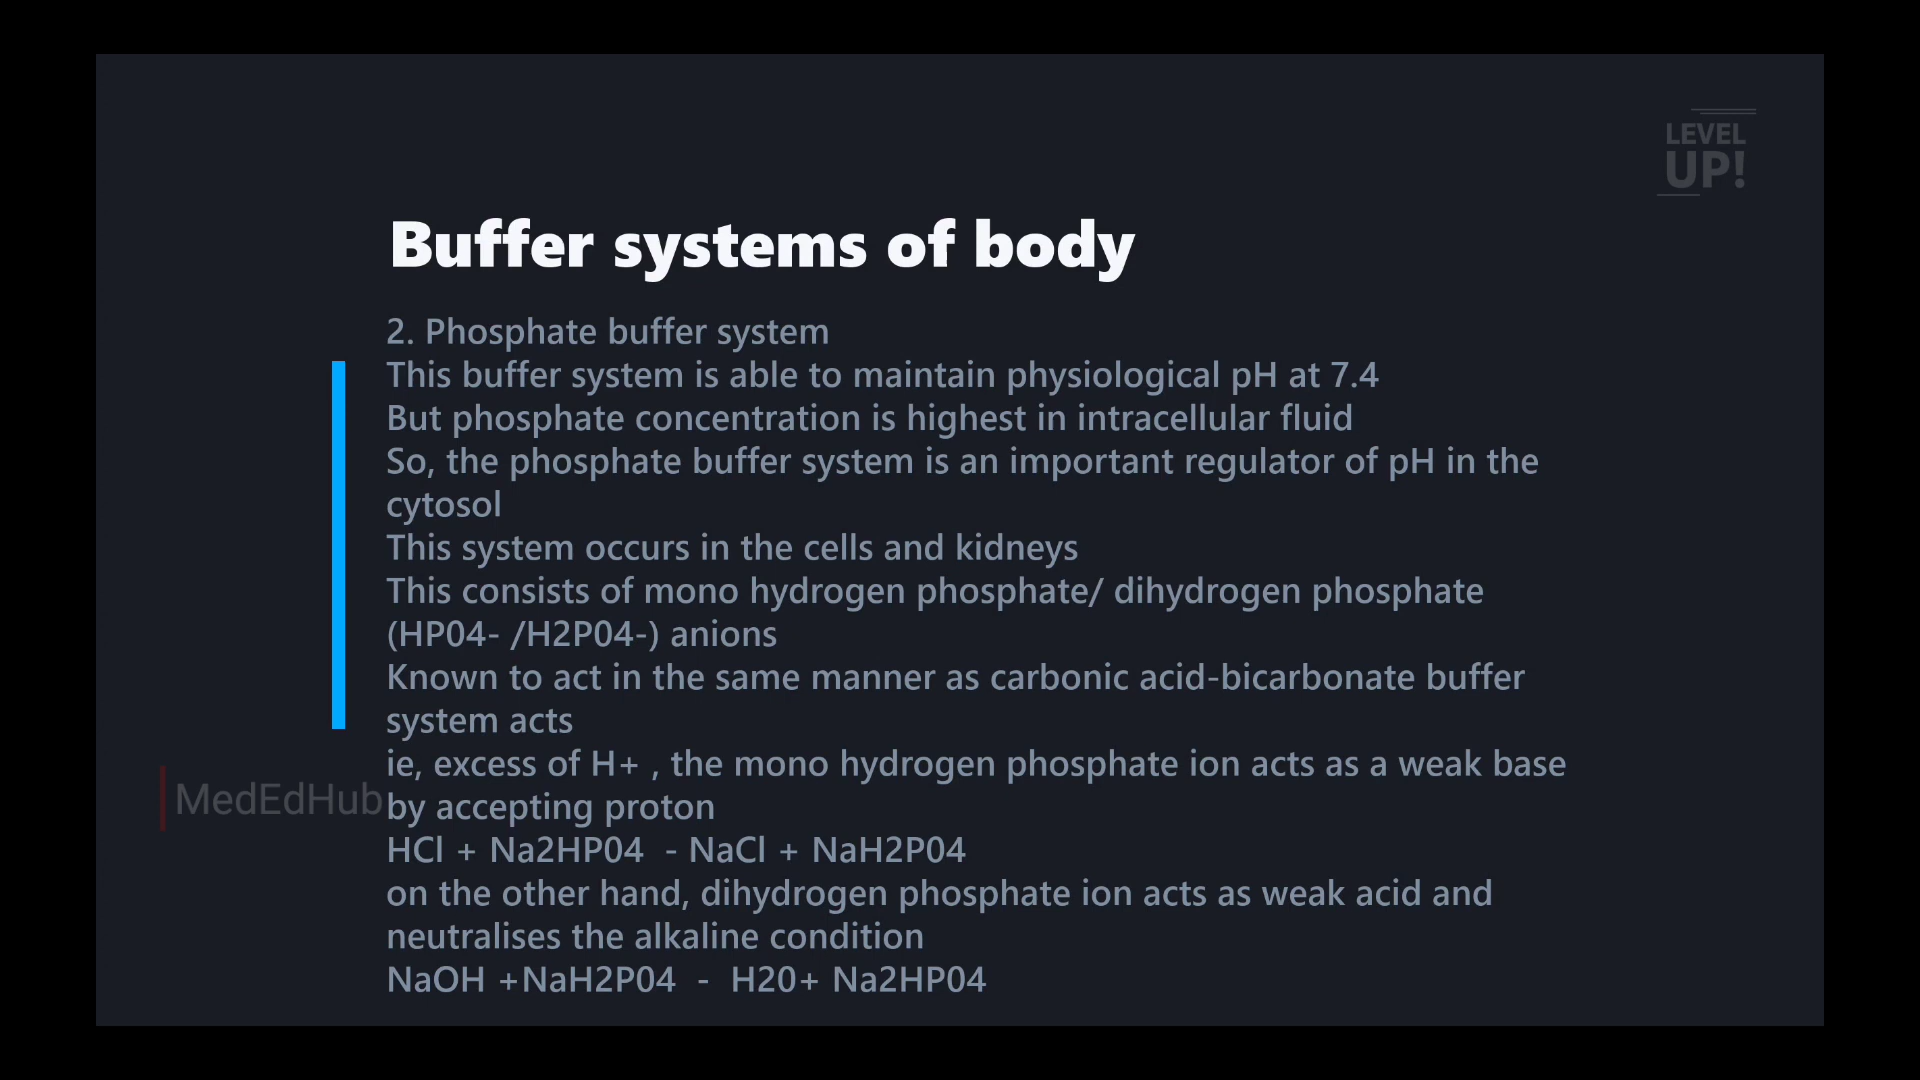 LEVEL
UP!
Buffer systems of body
2. Phosphate buffer system
This buffer system is able to maintain physiological pH at 7.4
But phosphate concentration is highest in intracellular fluid
So, the phosphate buffer system is an important regulator of pH in the
cytosol
This system occurs in the cells and kidneys
This consists of mono hydrogen phosphate/ dihydrogen phosphate
(HP04- /H2P04-) anions
Known to act in the same manner as carbonic acid-bicarbonate buffer
system acts
ie, excess of H+ , the mono hydrogen phosphate ion acts as a weak base
MedEdHub
by accepting proton
HCl + Na2HP04  - NaCl + NaH2P04
on the other hand, dihydrogen phosphate ion acts as weak acid and
neutralises the alkaline condition
NaOH +NaH2P04  -  H20+ Na2HP04